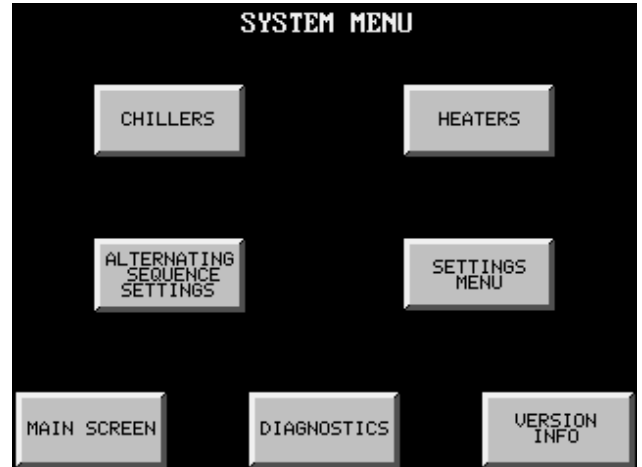 SYSTEM MENU
CHILLERS
HEATERS
ALTERNATING
SEQUENCE
SETTINGS
SETTINGS
MENU
MAIN SCREEN
DIAGNOSTICS
VERSION
INFO